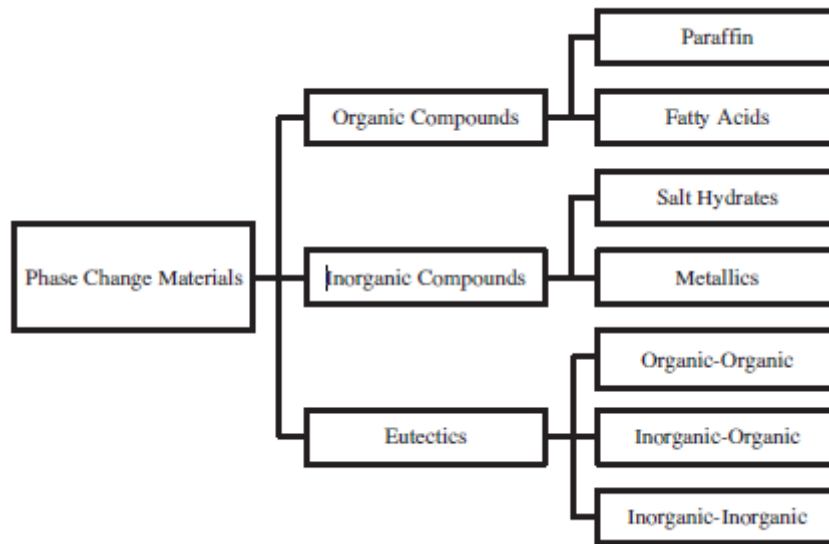 Phase Change Materials
Organic Compounds
Paraffin
Fatty Acids
Inorganic Compounds
Salt Hydrates
Metallics
Eutectics
Organic-Organic
Inorganic-Organic
Inorganic-Inorganic